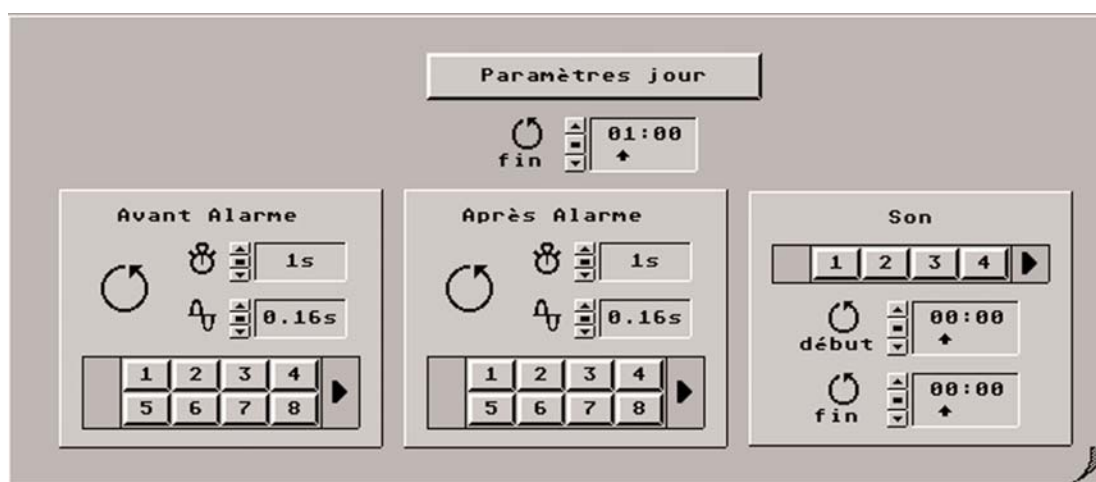 Paramètres jour
fin
01:00
Avant Alarme
1s
0.16s
1 2 3 4
5 6 7 8
Après Alarme
1s
0.16s
1 2 3 4
5 6 7 8
Son
1 2 3 4
début
00:00
fin
00:00